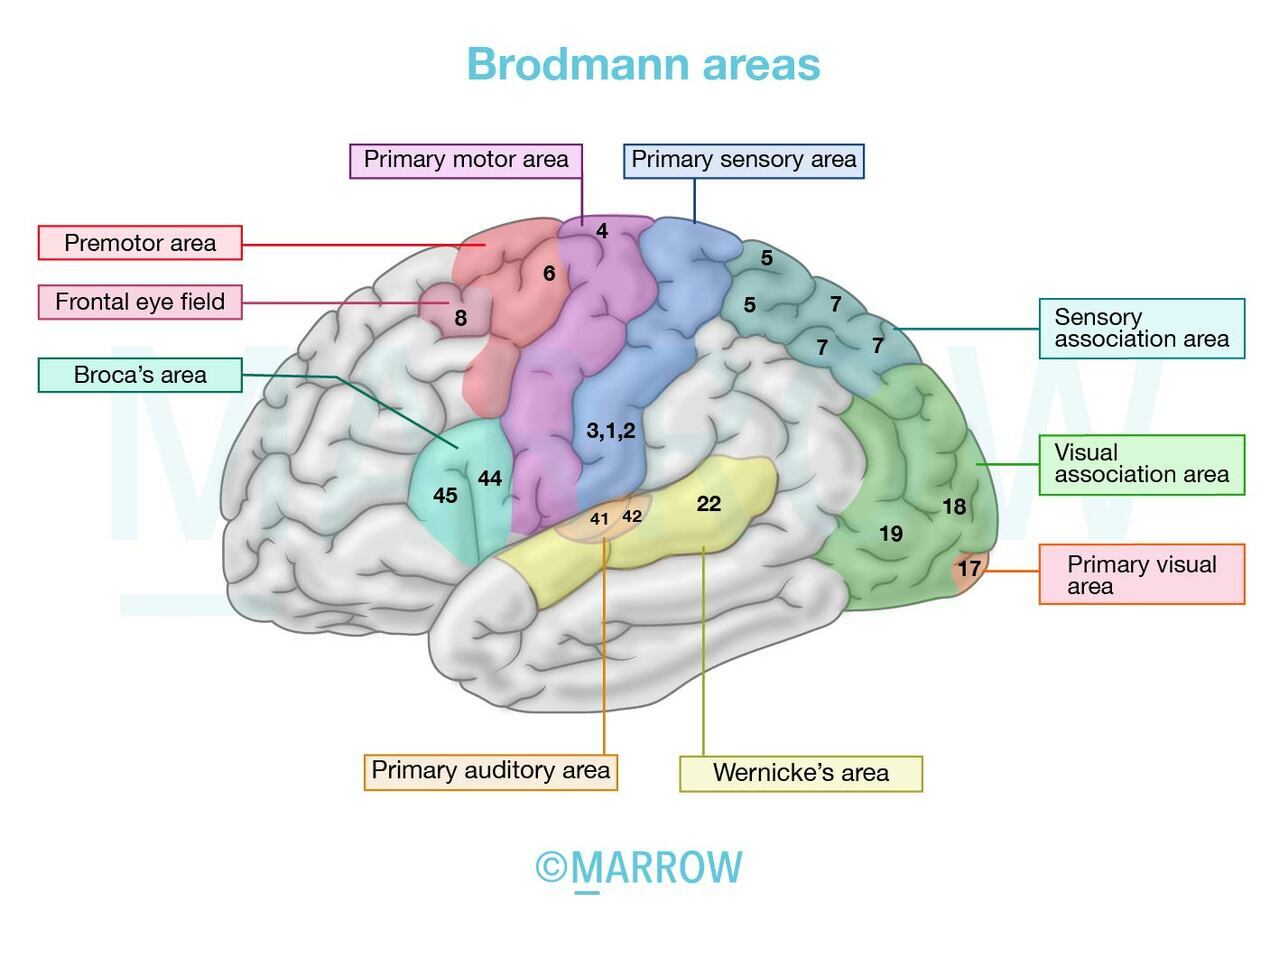 Brodmann areas
Primary motor area
Primary sensory area
Premotor area
Frontal eye field
Broca's area
Sensory
association area
Visual
association area
Primary visual
area
4
6
8
5
5
7
7
7
3,1,2
44
45
41
42
22
18
19
17
Primary auditory area
Wernicke's area
©MARROW
MARROW